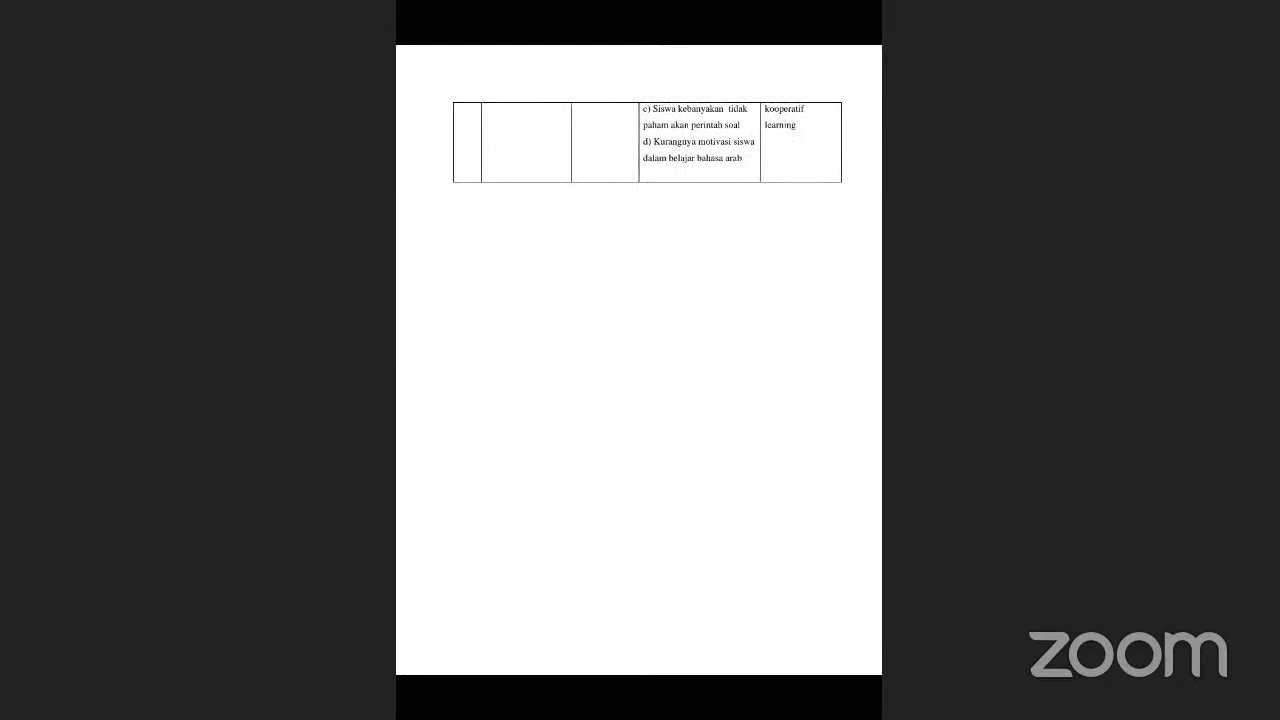 c) Siswa kebanyakan tidak
paham akan perintah soal
d) Kurangnya motivasi siswa
dalam belajar bahasa arab
kooperatif
learning
zoom